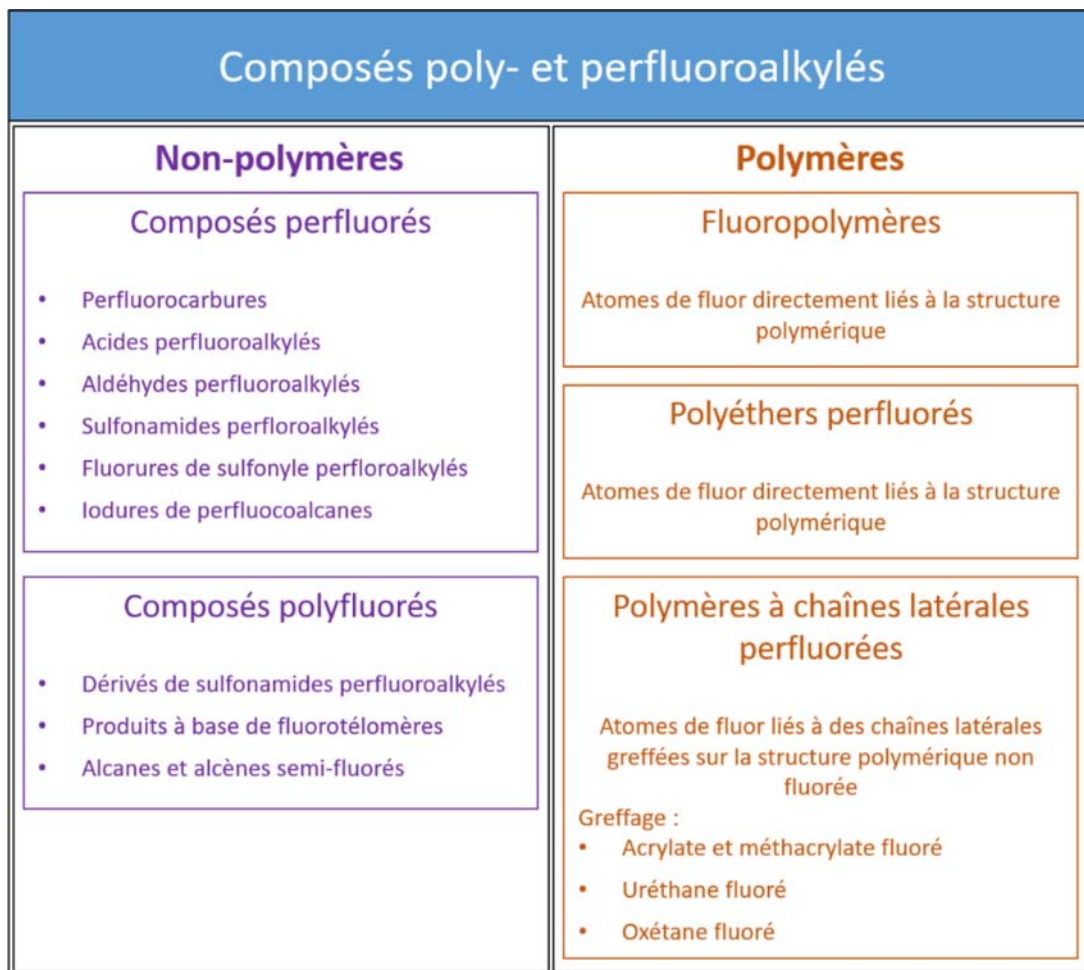 Composés poly- et perfluoroalkylés
Non-polymères
Composés perfluorés
• Perfluorocarbures
• Acides perfluoroalkylés
• Aldéhydes perfluoroalkylés
• Sulfonamides perfloroalkylés
• Fluorures de sulfonyle perfloroalkylés
• Iodures de perfluocoalcanes
Composés polyfluorés
• Dérivés de sulfonamides perfluoroalkylés
• Produits à base de fluorotélomères
• Alcanes et alcènes semi-fluorés
Polymères
Fluoropolymères
Atomes de fluor directement liés à la structure
polymérique
Polyéthers perfluorés
Atomes de fluor directement liés à la structure
polymérique
Polymères à chaînes latérales
perfluorées
Atomes de fluor liés à des chaînes latérales
greffées sur la structure polymérique non
fluorée
Greffage :
• Acrylate et méthacrylate fluoré
• Uréthane fluoré
• Oxétane fluoré